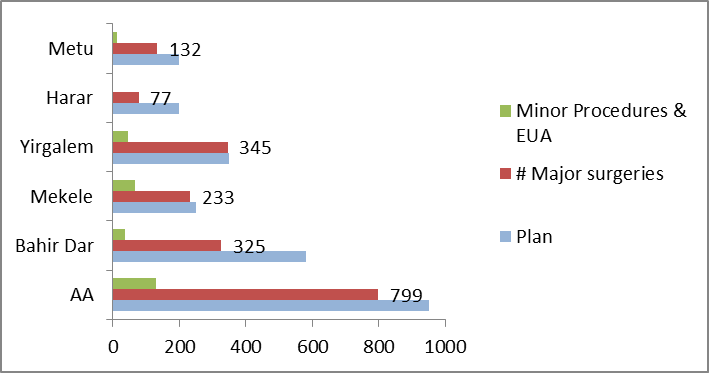 Metu
132
Harar
77
Yirgalem
345
Mekele
233
Bahir Dar
325
AA
799
0 200 400 600 800 1000
Minor Procedures &
EUA
# Major surgeries
Plan